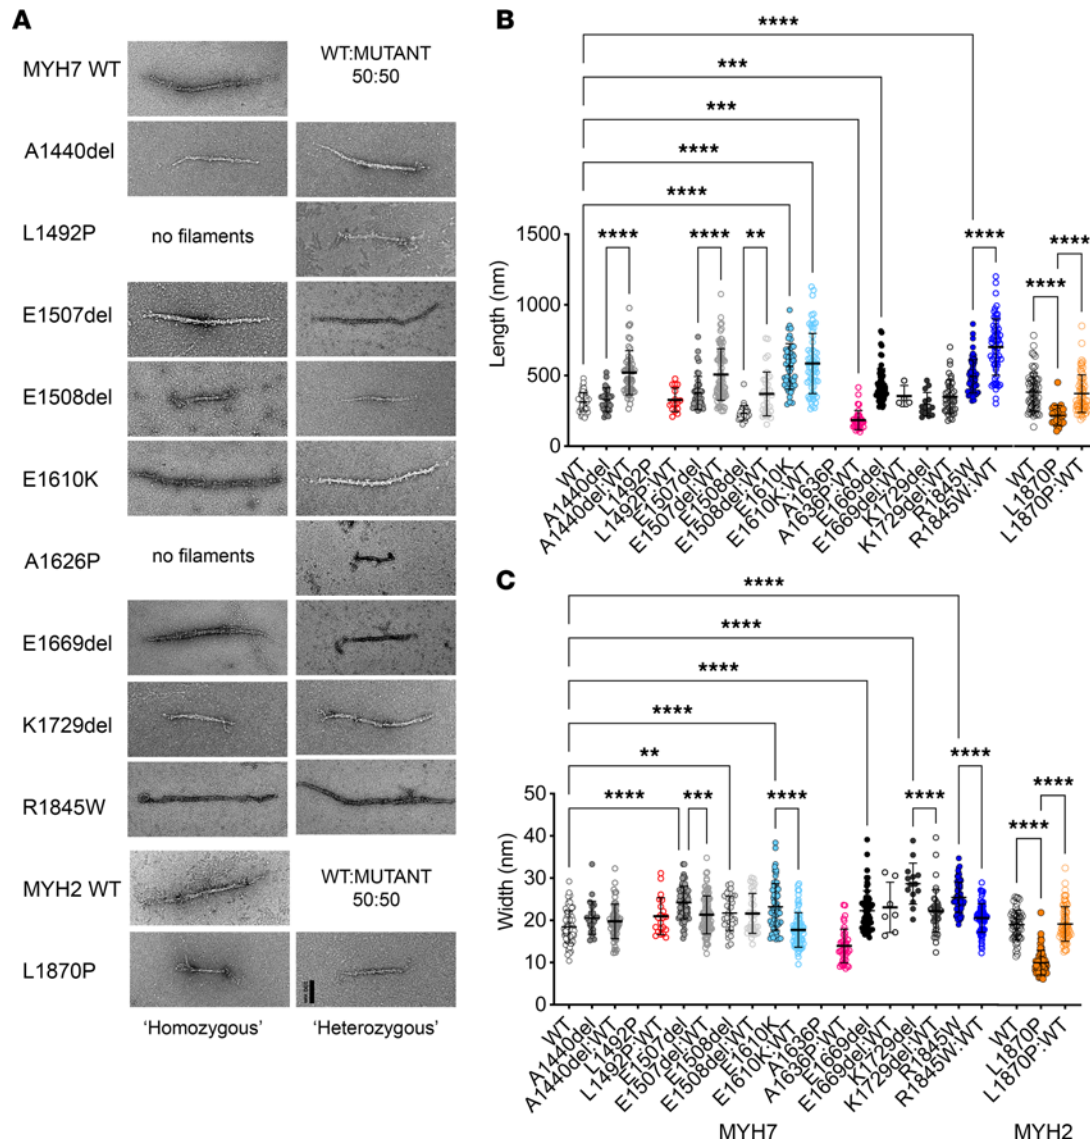 A
MYH7 WT
WT:MUTANT
50:50
A1440del
L1492P
no filaments
E1507del
E1508del
E1610K
A1626P
no filaments
E1669del
K1729del
R1845W
MYH2 WT
WT:MUTANT
50:50
L1870P
'Homozygous'
'Heterozygous'
B
****
***
***
****
****
**** **** ** **** **** ****
Length (nm)
1500
1000
500
0
WT
A1440del
A1440del:WT
L1492P
L1492P:WT
E1507del
E1507del:WT
E1508del
E1508del:WT
E1610K
E1610K:WT
A1636P
A1636P:WT
E1669del
E1669del:WT
K1729del
K1729del:WT
R1845W
R1845W:WT
WT
L1870P
L1870P:WT
C
****
****
****
****
**
****
*** **** **** **** **** ****
Width (nm)
50
40
30
20
10
0
WT
A1440del
A1440del:WT
L1492P
L1492P:WT
E1507del
E1507del:WT
E1508del
E1508del:WT
E1610K
E1610K:WT
A1636P
A1636P:WT
E1669del
E1669del:WT
K1729del
K1729del:WT
R1845W
R1845W:WT
WT
L1870P
L1870P:WT
MYH7
MYH2